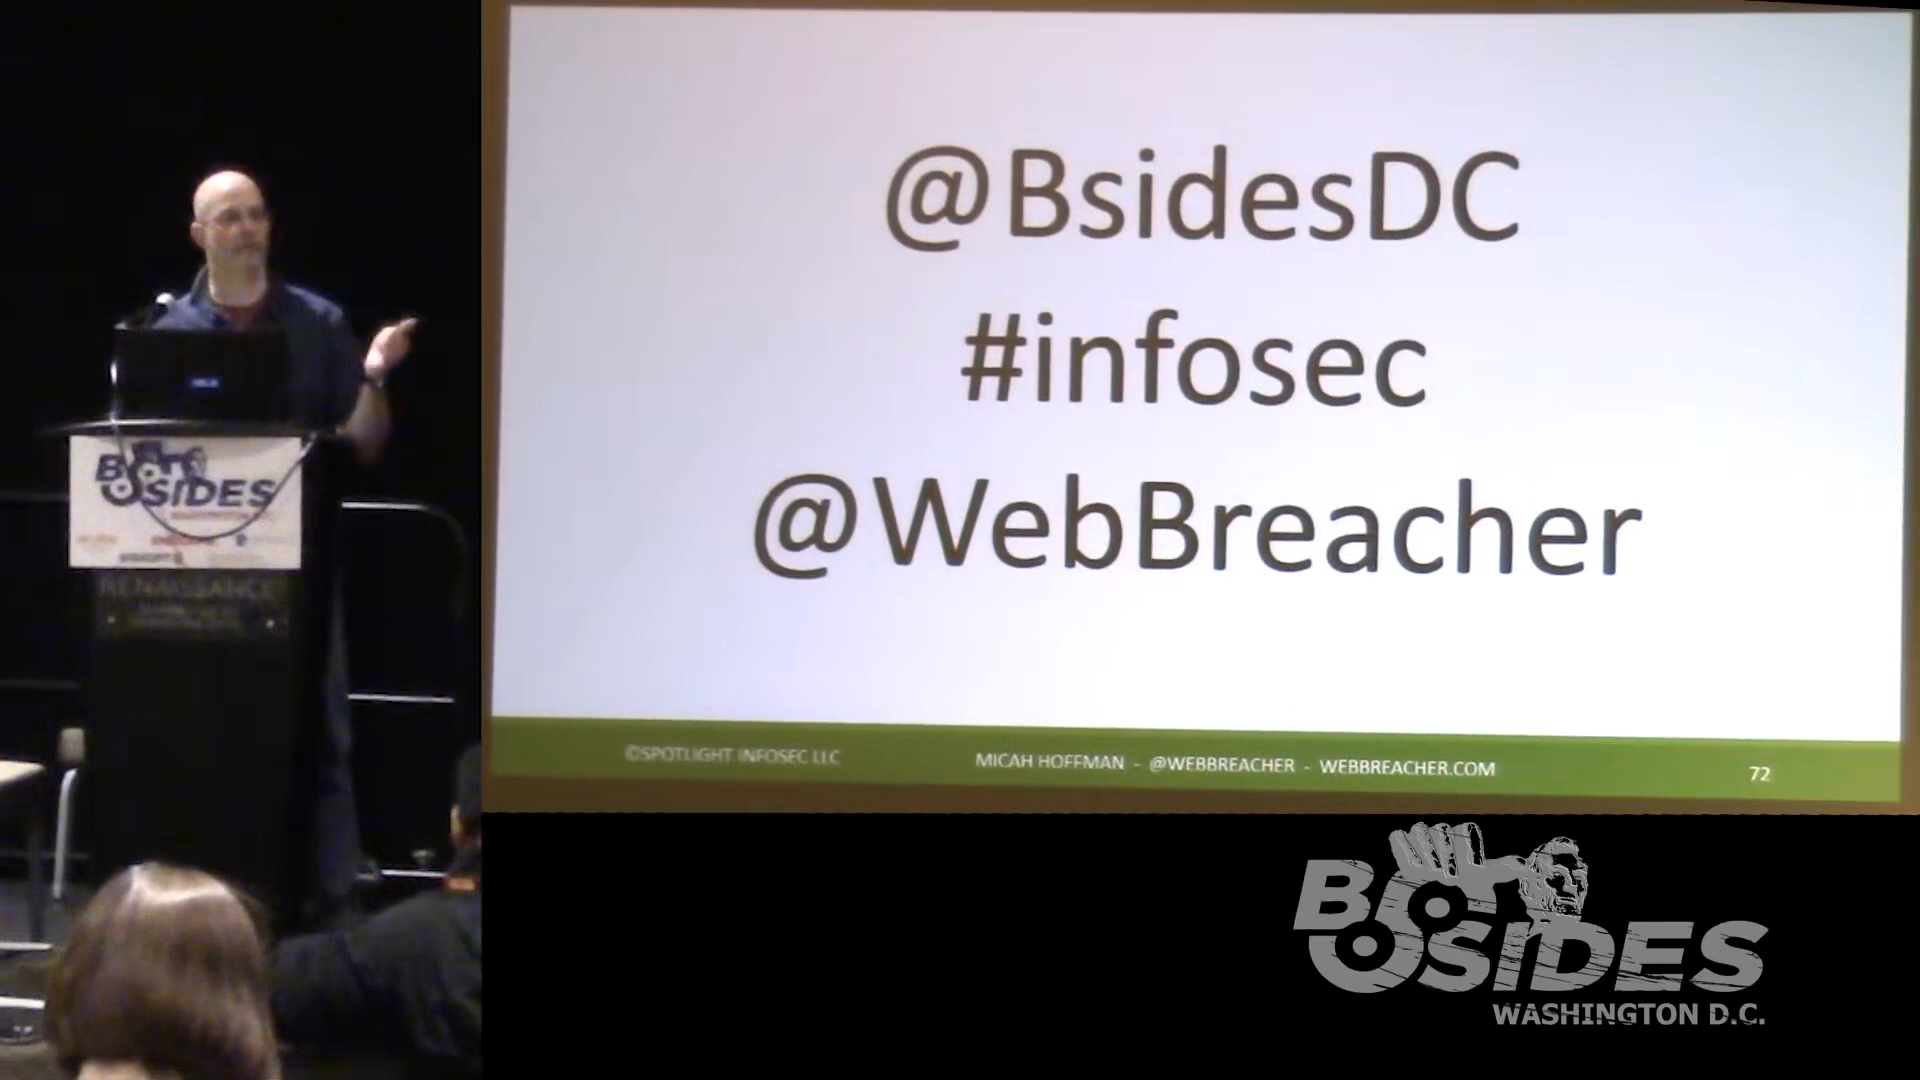 @BsidesDC
#infosec
@WebBreacher
©SPOTLIGHT INFOSEC LLC
MICAH HOFFMAN - @WEBBREACHER - WEBBREACHER.COM
72
BSIDES
RENAISSANCE
BSIDES
WASHINGTON D.C.